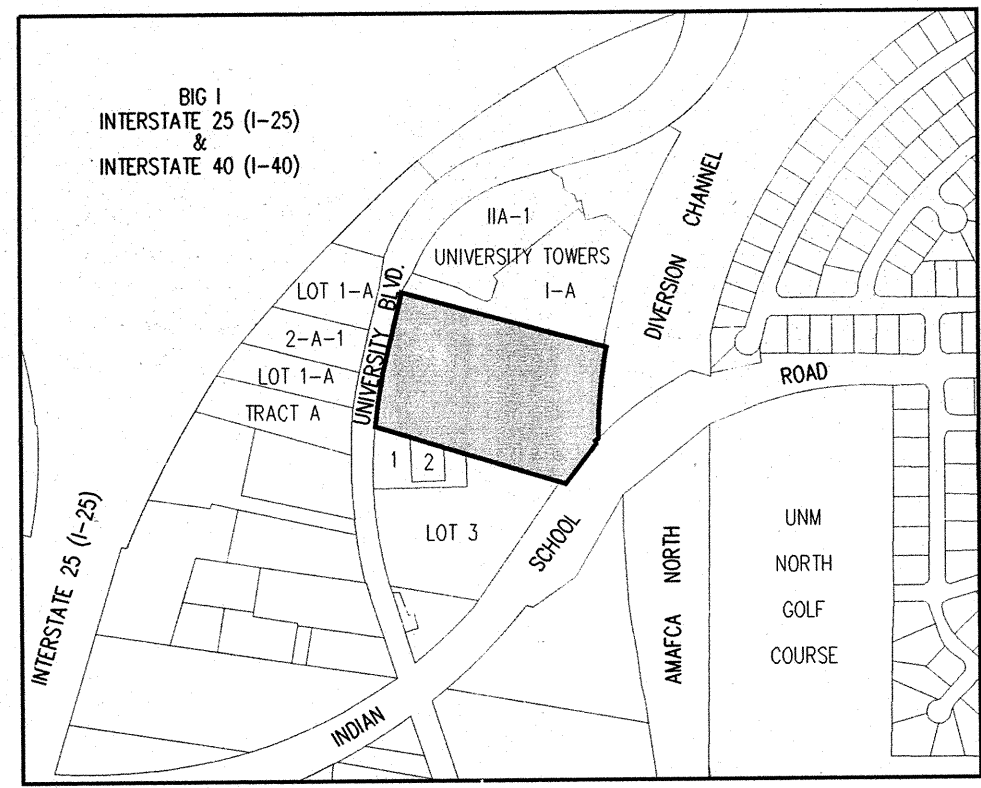 BIG I
INTERSTATE 25 (I-25)
&
INTERSTATE 40 (I-40)
IIA-1
UNIVERSITY TOWERS
I-A
DIVERSION CHANNEL
LOT 1-A
2-A-1
LOT 1-A
TRACT A
UNIVERSITY BLVD.
ROAD
1
2
LOT 3
SCHOOL
INDIAN
INTERSTATE 25 (I-25)
AMAFCA NORTH
UNM
NORTH
GOLF
COURSE